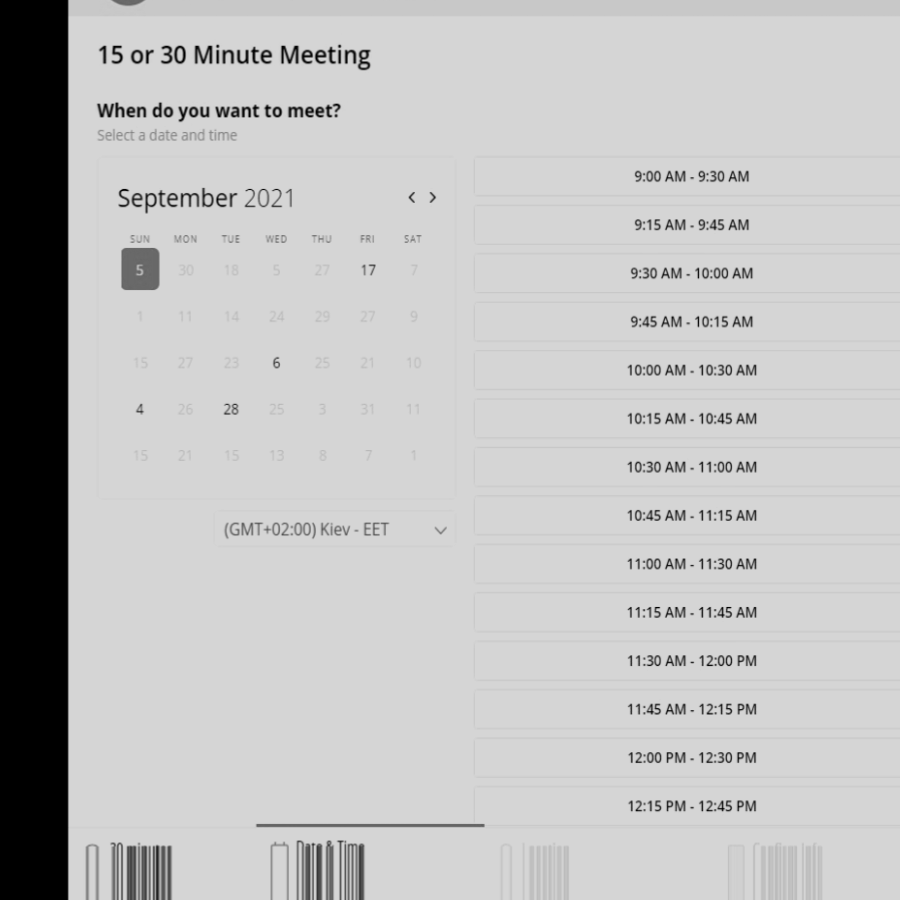 15 or 30 Minute Meeting
When do you want to meet?
Select a date and time
September 2021
SUN MON TUE WED THU FRI SAT
5 30 18 5 27 17 7
1 11 14 24 29 27 9
15 27 23 6 25 21 10
4 26 28 25 3 31 11
15 21 15 13 8 7 1
(GMT+02:00) Kiev - EET
9:00 AM - 9:30 AM
9:15 AM - 9:45 AM
9:30 AM - 10:00 AM
9:45 AM - 10:15 AM
10:00 AM - 10:30 AM
10:15 AM - 10:45 AM
10:30 AM - 11:00 AM
10:45 AM - 11:15 AM
11:00 AM - 11:30 AM
11:15 AM - 11:45 AM
11:30 AM - 12:00 PM
11:45 AM - 12:15 PM
12:00 PM - 12:30 PM
12:15 PM - 12:45 PM
Date & Time